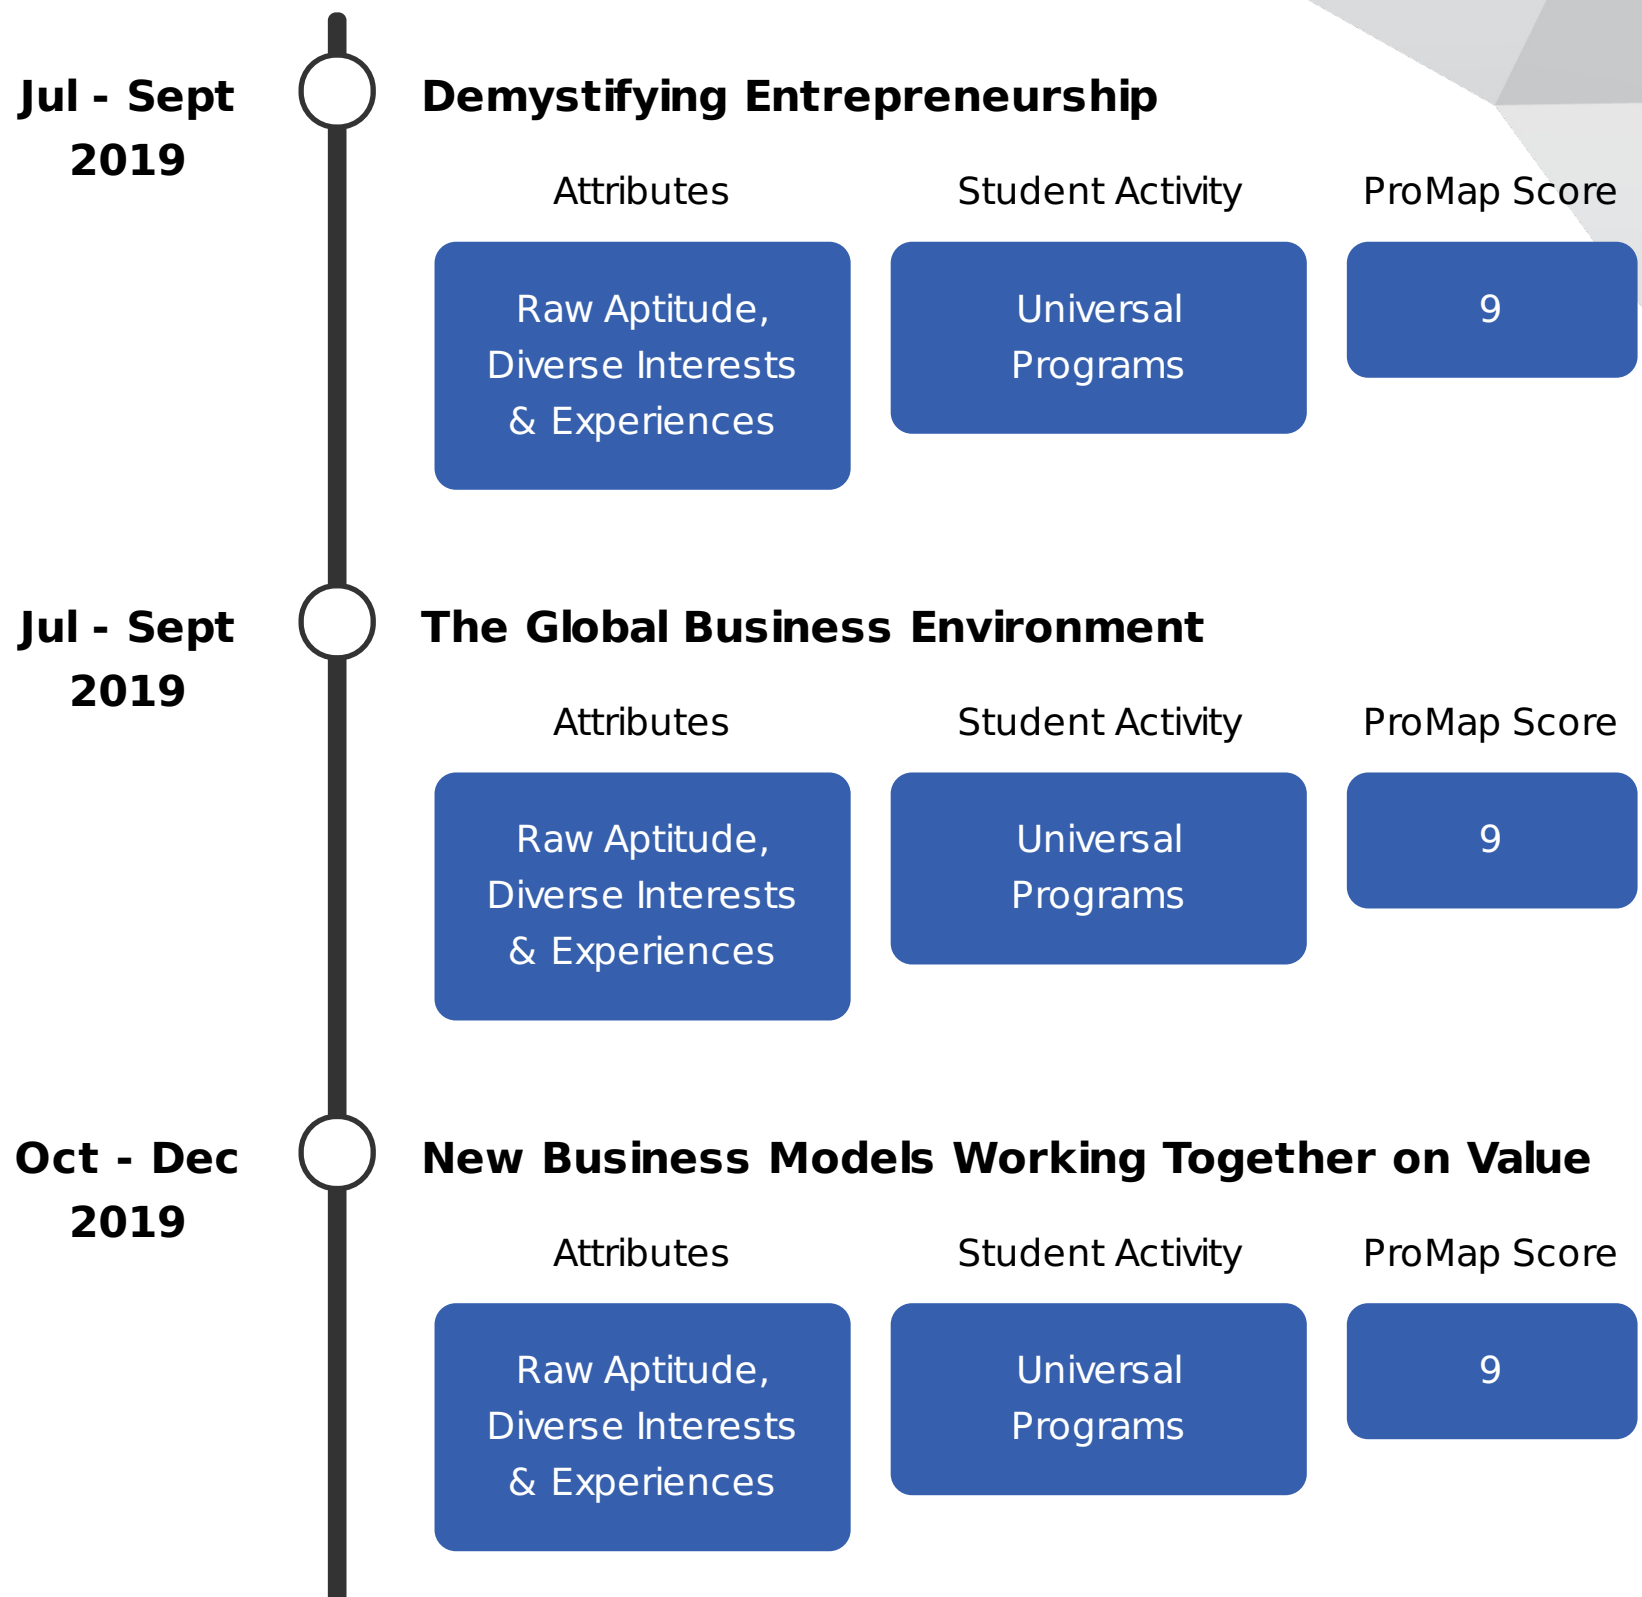 Jul - Sept
2019
Demystifying Entrepreneurship
Attributes
Student Activity
ProMap Score
Raw Aptitude,
Diverse Interests
& Experiences
Universal
Programs
9
Jul - Sept
2019
The Global Business Environment
Attributes
Student Activity
ProMap Score
Raw Aptitude,
Diverse Interests
& Experiences
Universal
Programs
9
Oct - Dec
2019
New Business Models Working Together on Value
Attributes
Student Activity
ProMap Score
Raw Aptitude,
Diverse Interests
& Experiences
Universal
Programs
9